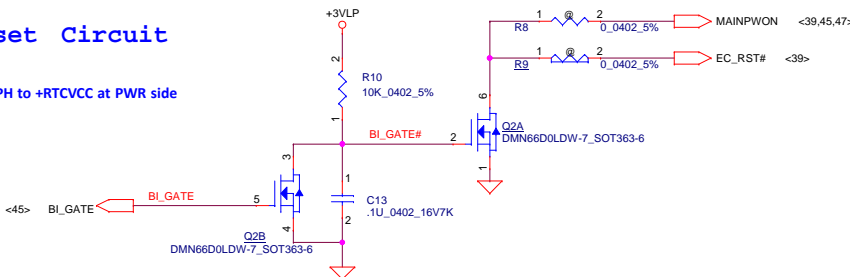 set Circuit
PH to +RTCVCC at PWR side
+3VLP
2
R10
10K_0402_5%
1
1 @ 2
R8 0_0402_5%
MAINPWON <39,45,47>
1 @ 2
R9 0_0402_5%
EC_RST# <39>
6
BI_GATE# 2
Q2A
DMN66D0LDW-7_SOT363-6
1
3
1
C13
.1U_0402_16V7K
2
<45> BI_GATE BI_GATE 5
4
Q2B
DMN66D0LDW-7_SOT363-6